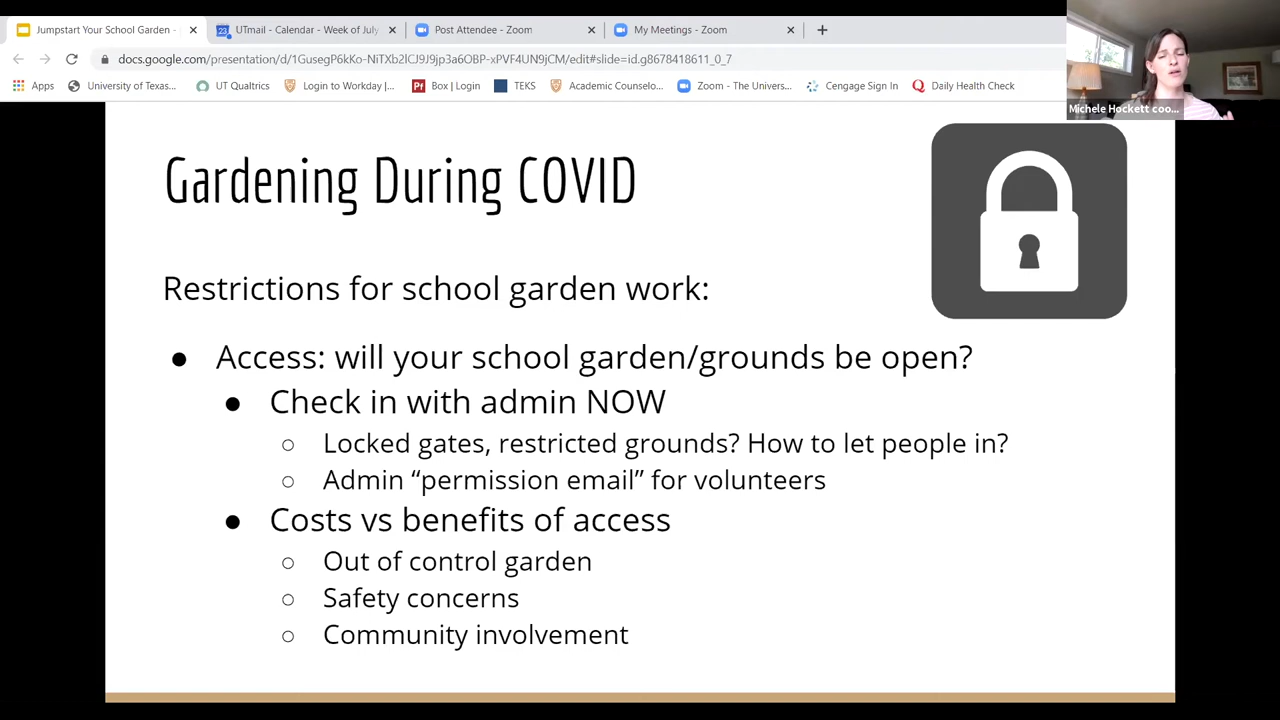 Jumpstart Your School Garden -
UTmail - Calendar - Week of July
Post Attendee - Zoom
My Meetings - Zoom
docs.google.com/presentation/d/
edit#slide=id.g8678418611_0_7
Apps
University of Texas...
UT Qualtrics
Login to Workday |...
Box | Login
TEKS
Academic Counselo...
Zoom - The Univers...
Cengage Sign In
Daily Health Check
Michele Hockett coo...
Gardening During COVID
Restrictions for school garden work:
● Access: will your school garden/grounds be open?
● Check in with admin NOW
○ Locked gates, restricted grounds? How to let people in?
○ Admin “permission email” for volunteers
● Costs vs benefits of access
○ Out of control garden
○ Safety concerns
○ Community involvement